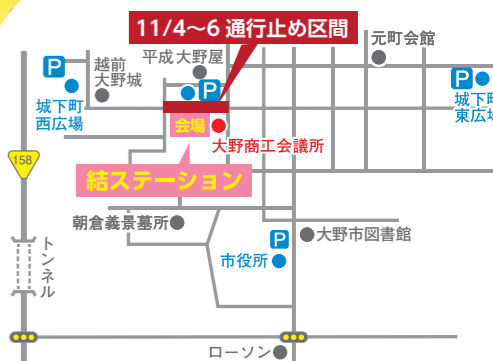 11/4〜6 通行止め区間
元町会館
平成大野屋
P
越前
大野城
P
P
城下町
西広場
城下町
東広場
会場
大野商工会議所
158
結ステーション
朝倉義景墓所
大野市図書館
P
市役所
トンネル
ローソン